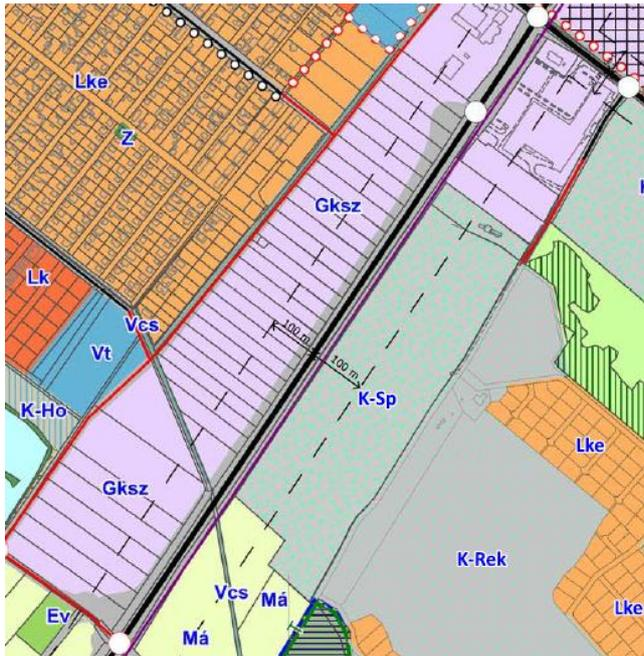 Lke
Z
Gksz
Lk
Vcs
Vt
100 m
100 m
K-Sp
K-Ho
Lke
Gksz
K-Rek
Vcs
Má
Ev
Má
Lke